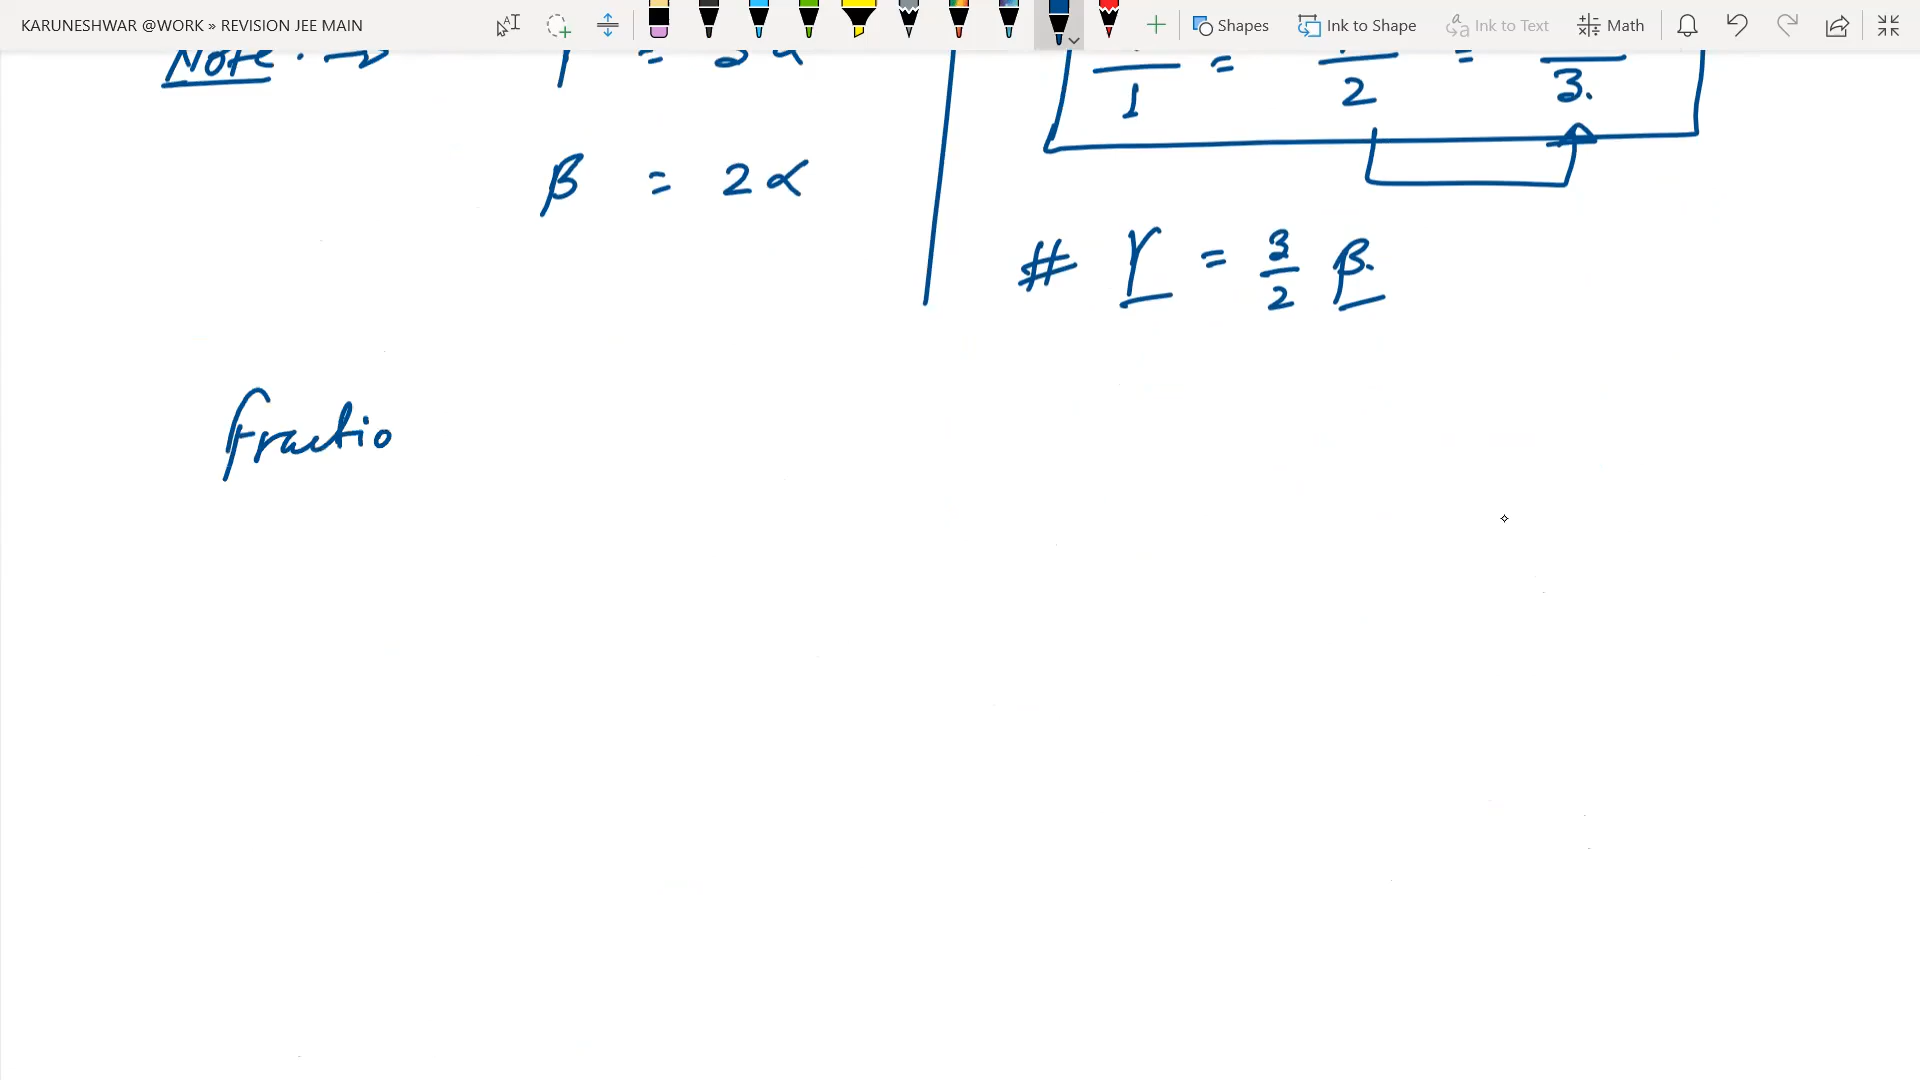 KARUNESHWAR @WORK » REVISION JEE MAIN
Shapes
Ink to Shape
Ink to Text
Math
Note :→
= 3α
β = 2α
1 = 2 = 3.
# γ = 3/2 β.
fractio